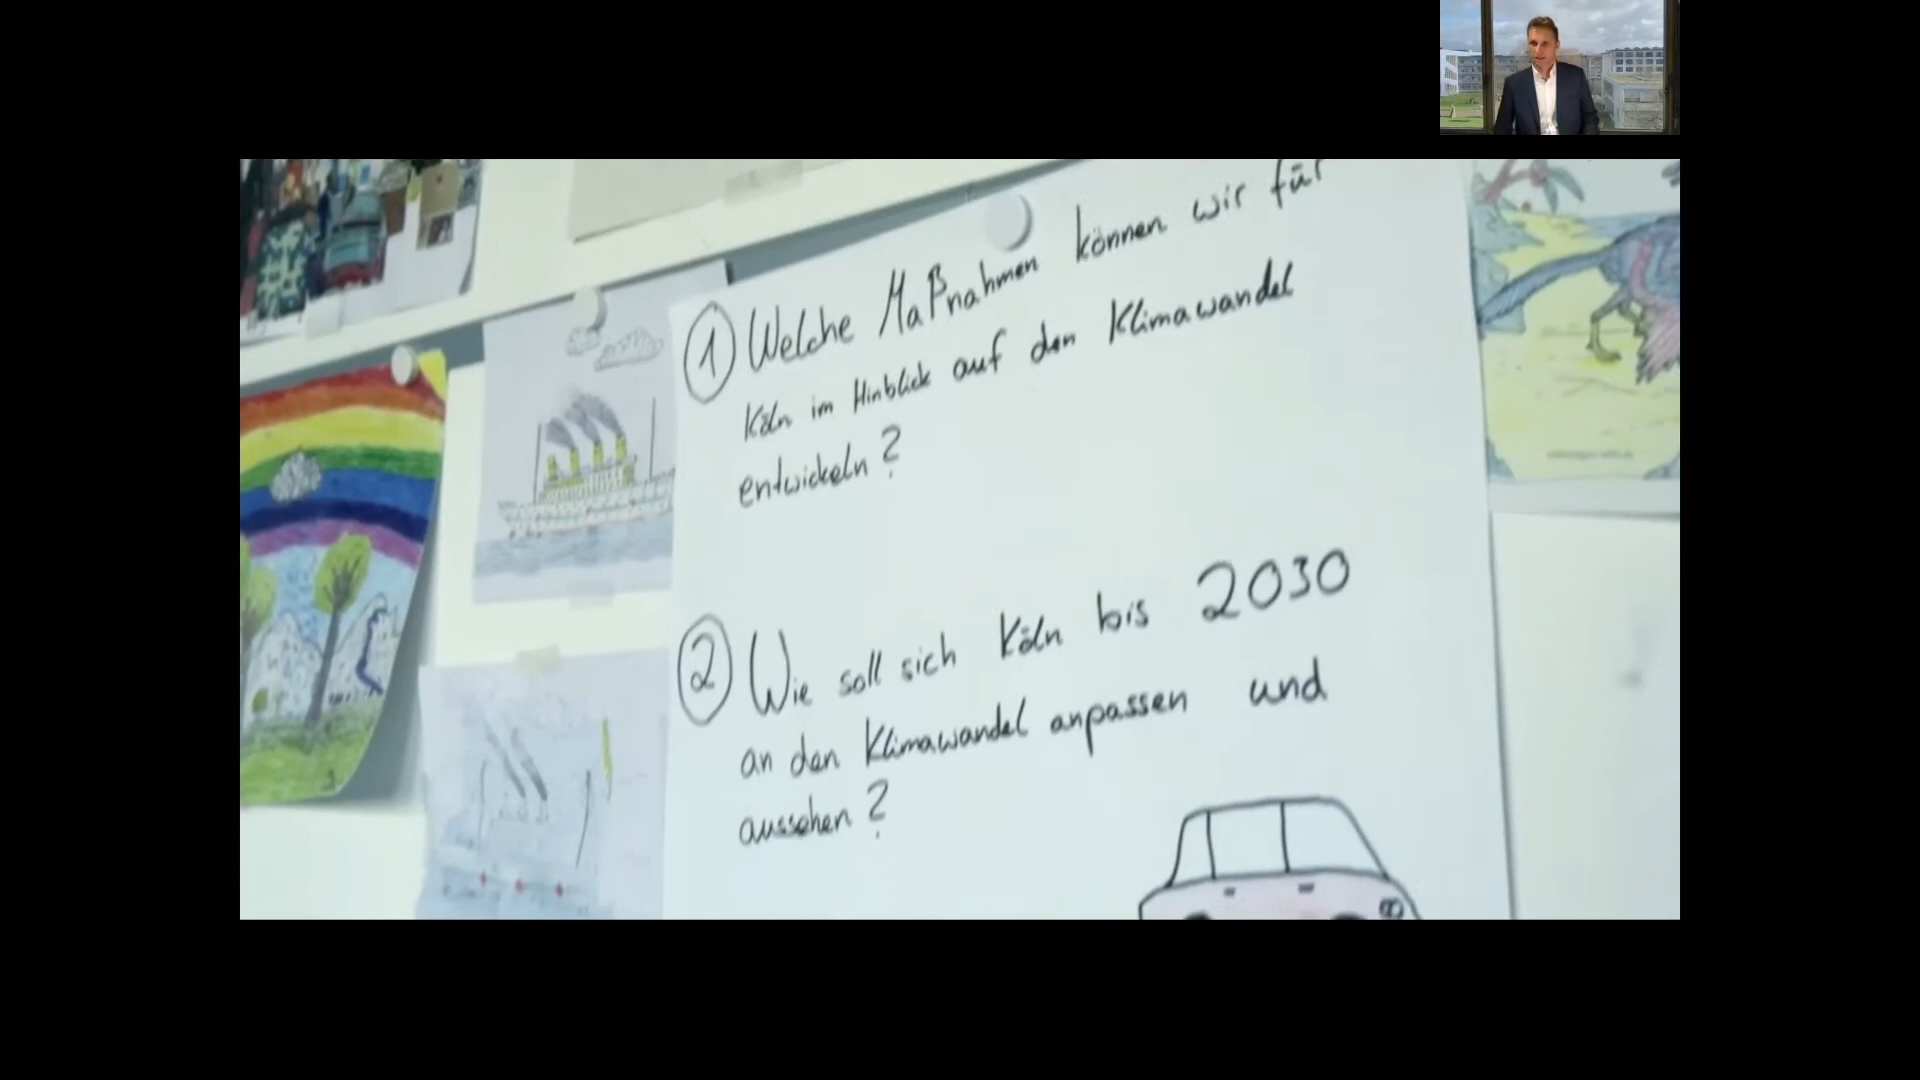 ① Welche Maßnahmen können wir für
Köln im Hinblick auf den Klimawandel
entwickeln?
② Wie soll sich Köln bis 2030
an den Klimawandel anpassen und
aussehen?